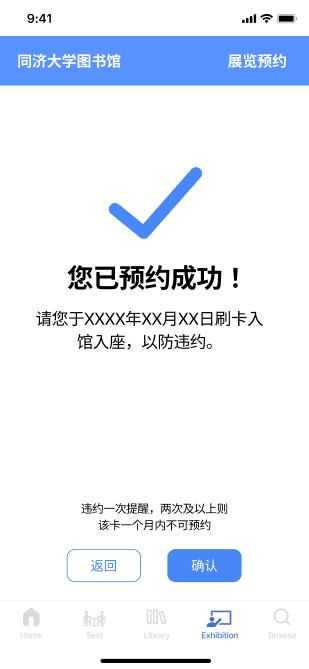 9:41
同济大学图书馆 展览预约
您已预约成功！
请您于XXXX年XX月XX日刷卡入
馆入座，以防违约。
违约一次提醒，两次及以上则
该卡一个月内不可预约
返回 确认
Home Seat Library Exhibition Browse